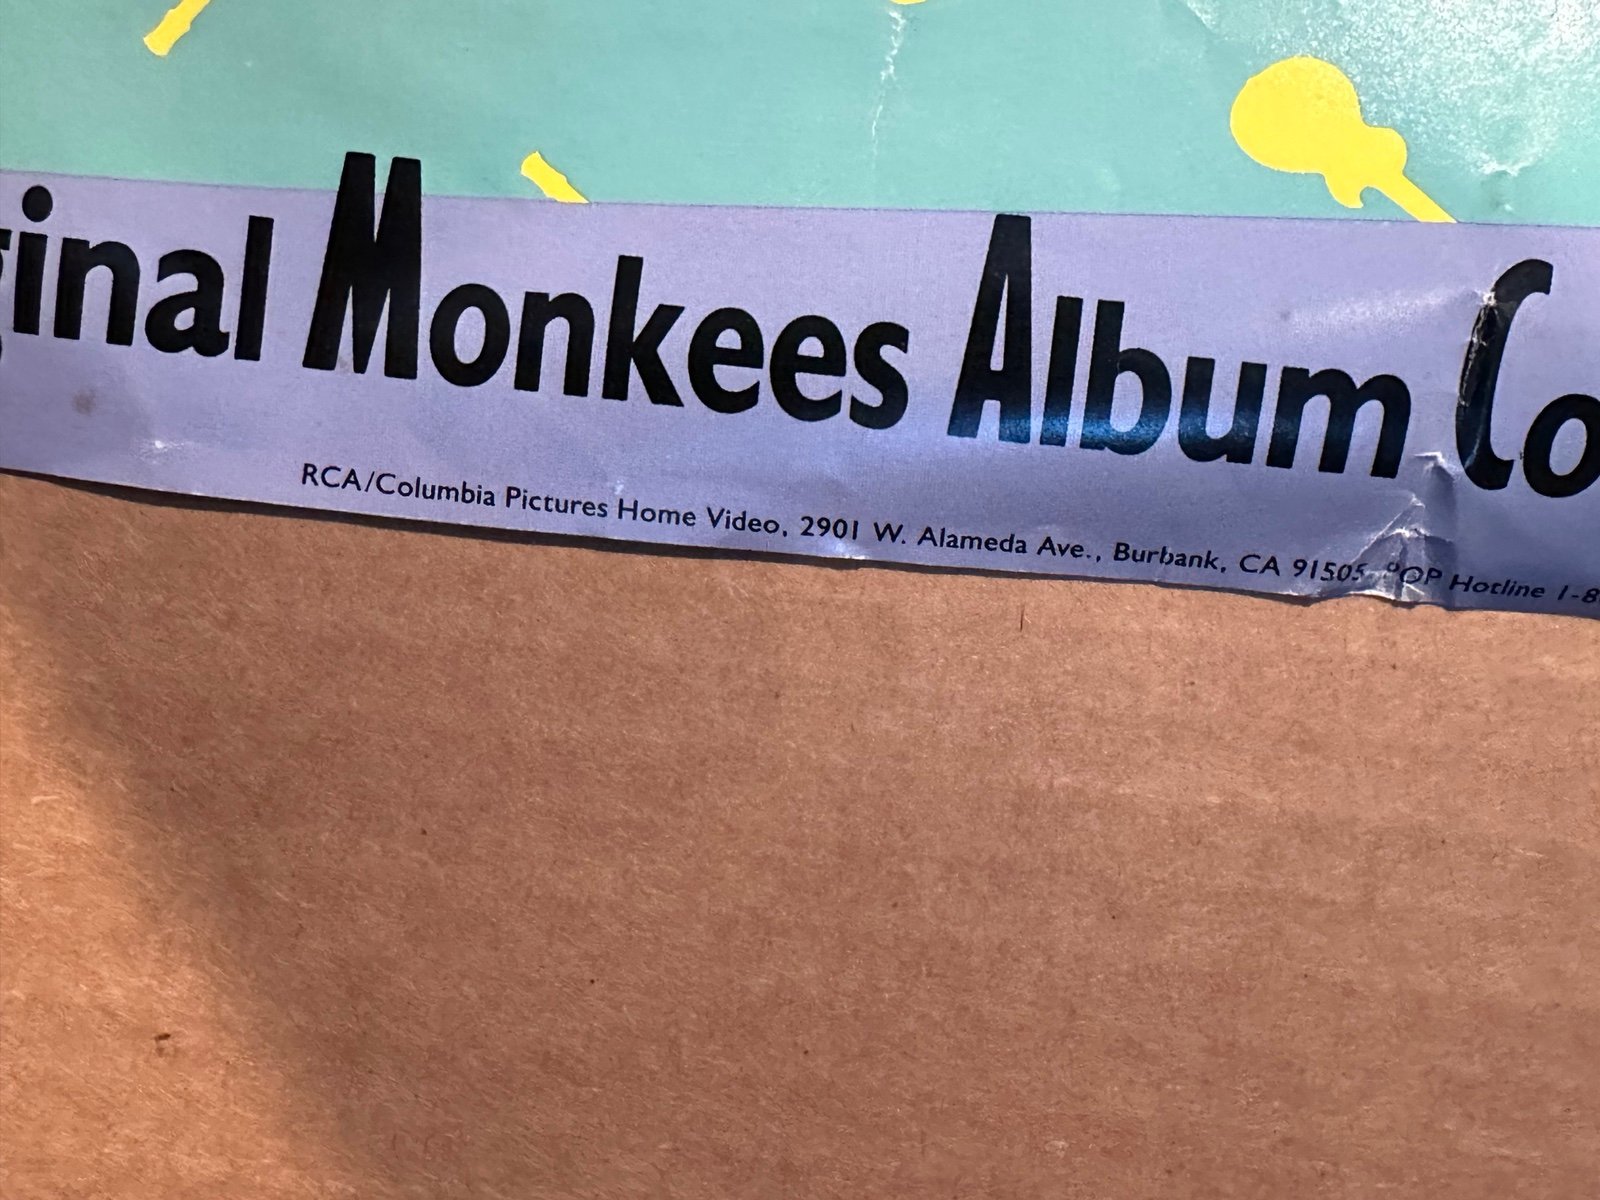 ginal Monkees Album Co
RCA/Columbia Pictures Home Video, 2901 W. Alameda Ave., Burbank, CA 91505 POP Hotline 1-8